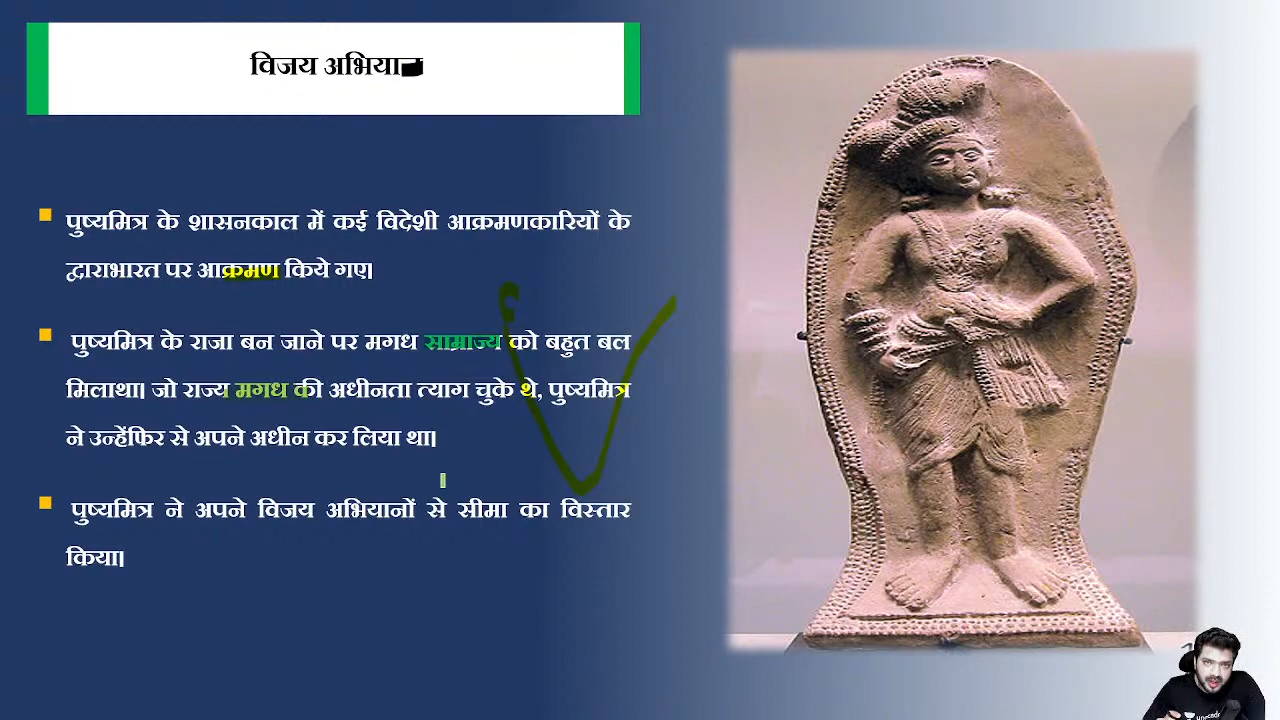 विजय अभिया
पुष्यमित्र के शासनकाल में कई विदेशी आक्रमणकारियों के
द्वाराभारत पर आक्रमण किये गए।
पुष्यमित्र के राजा बन जाने पर मगध साम्राज्य को बहुत बल
मिलाथा। जो राज्य मगध की अधीनता त्याग चुके थे, पुष्यमित्र
ने उन्हेंफिर से अपने अधीन कर लिया था।
पुष्यमित्र ने अपने विजय अभियानों से सीमा का विस्तार
किया।